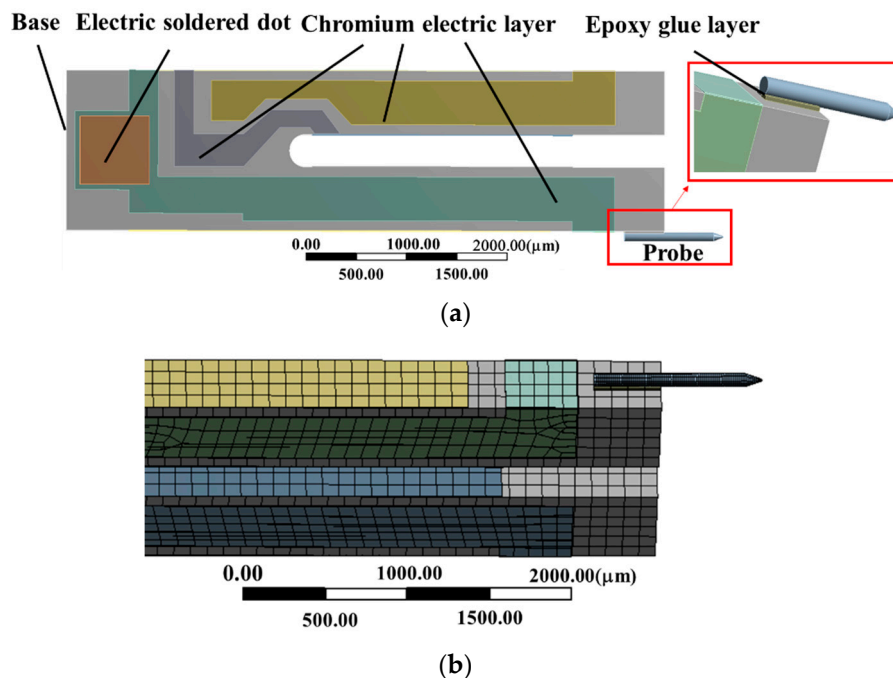 Base Electric soldered dot Chromium electric layer Epoxy glue layer
0.00 1000.00 2000.00(μm)
500.00 1500.00
Probe
(a)
0.00 1000.00 2000.00(μm)
500.00 1500.00
(b)